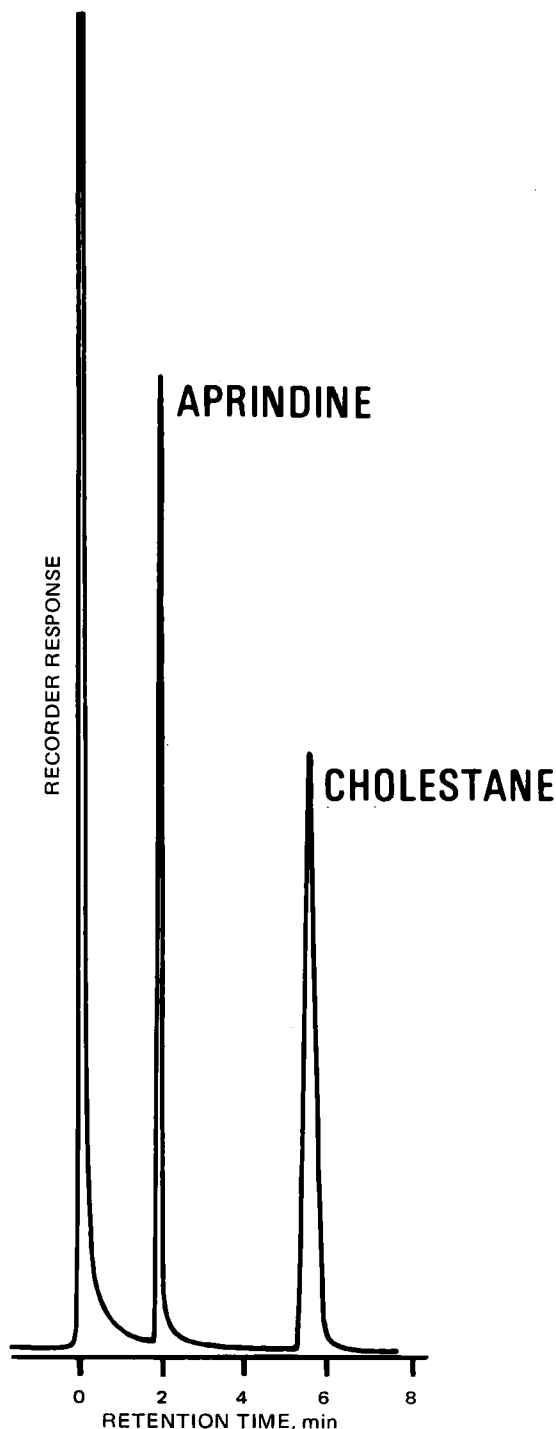 APRINDINE
RECORDER RESPONSE
CHOLESTANE
0 2 4 6 8
RETENTION TIME, min